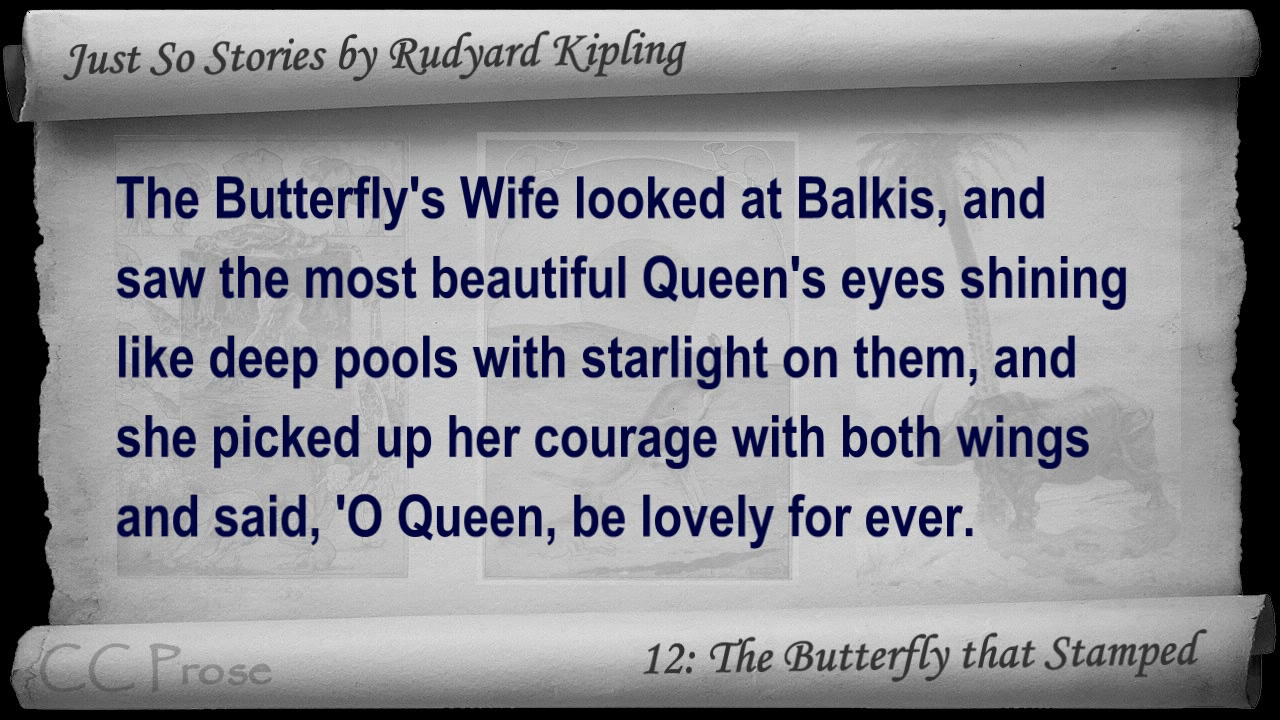 Just So Stories by Rudyard Kipling
The Butterfly's Wife looked at Balkis, and
saw the most beautiful Queen's eyes shining
like deep pools with starlight on them, and
she picked up her courage with both wings
and said, 'O Queen, be lovely for ever.
CC Prose
12: The Butterfly that Stamped